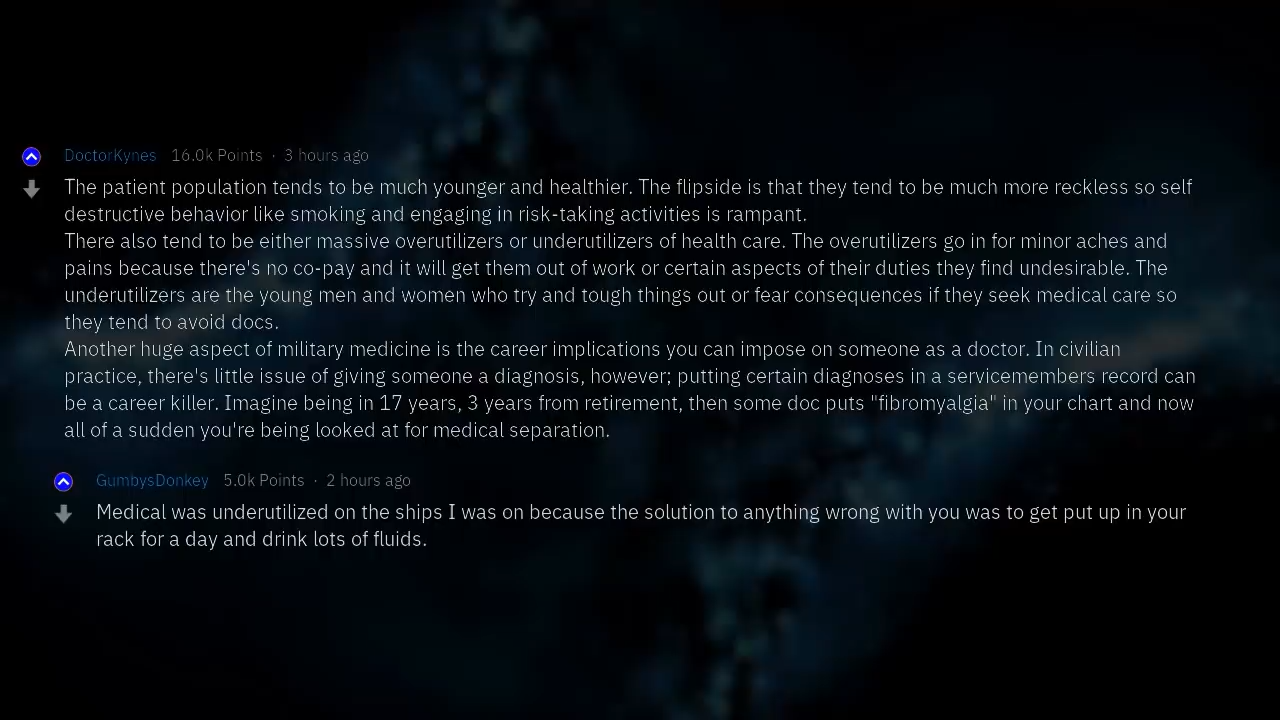 DoctorKynes 16.0k Points · 3 hours ago
The patient population tends to be much younger and healthier. The flipside is that they tend to be much more reckless so self
destructive behavior like smoking and engaging in risk-taking activities is rampant.
There also tend to be either massive overutilizers or underutilizers of health care. The overutilizers go in for minor aches and
pains because there's no co-pay and it will get them out of work or certain aspects of their duties they find undesirable. The
underutilizers are the young men and women who try and tough things out or fear consequences if they seek medical care so
they tend to avoid docs.
Another huge aspect of military medicine is the career implications you can impose on someone as a doctor. In civilian
practice, there's little issue of giving someone a diagnosis, however; putting certain diagnoses in a servicemembers record can
be a career killer. Imagine being in 17 years, 3 years from retirement, then some doc puts "fibromyalgia" in your chart and now
all of a sudden you're being looked at for medical separation.
GumbysDonkey 5.0k Points · 2 hours ago
Medical was underutilized on the ships I was on because the solution to anything wrong with you was to get put up in your
rack for a day and drink lots of fluids.